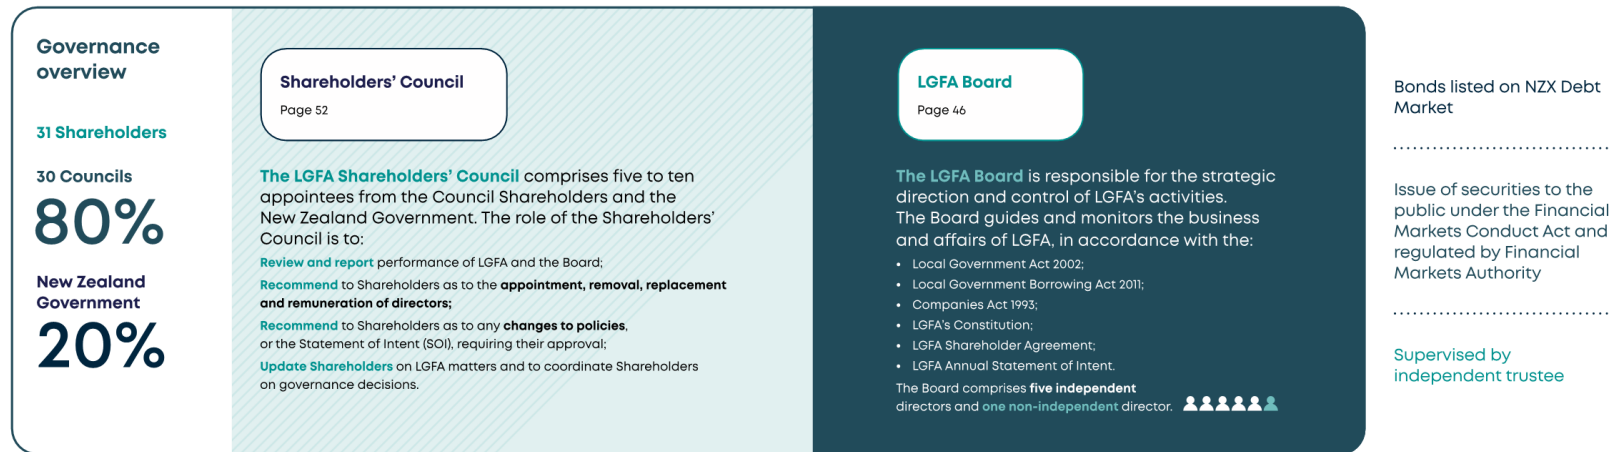 Governance
overview
31 Shareholders
30 Councils
80%
New Zealand
Government
20%
Shareholders’ Council
Page 52
The LGFA Shareholders’ Council comprises five to ten
appointees from the Council Shareholders and the
New Zealand Government. The role of the Shareholders’
Council is to:
Review and report performance of LGFA and the Board;
Recommend to Shareholders as to the appointment, removal, replacement
and remuneration of directors;
Recommend to Shareholders as to any changes to policies,
or the Statement of Intent (SOI), requiring their approval;
Update Shareholders on LGFA matters and to coordinate Shareholders
on governance decisions.
LGFA Board
Page 46
The LGFA Board is responsible for the strategic
direction and control of LGFA’s activities.
The Board guides and monitors the business
and affairs of LGFA, in accordance with the:
• Local Government Act 2002;
• Local Government Borrowing Act 2011;
• Companies Act 1993;
• LGFA’s Constitution;
• LGFA Shareholder Agreement;
• LGFA Annual Statement of Intent.
The Board comprises five independent
directors and one non-independent director.
Bonds listed on NZX Debt
Market
Issue of securities to the
public under the Financial
Markets Conduct Act and
regulated by Financial
Markets Authority
Supervised by
independent trustee